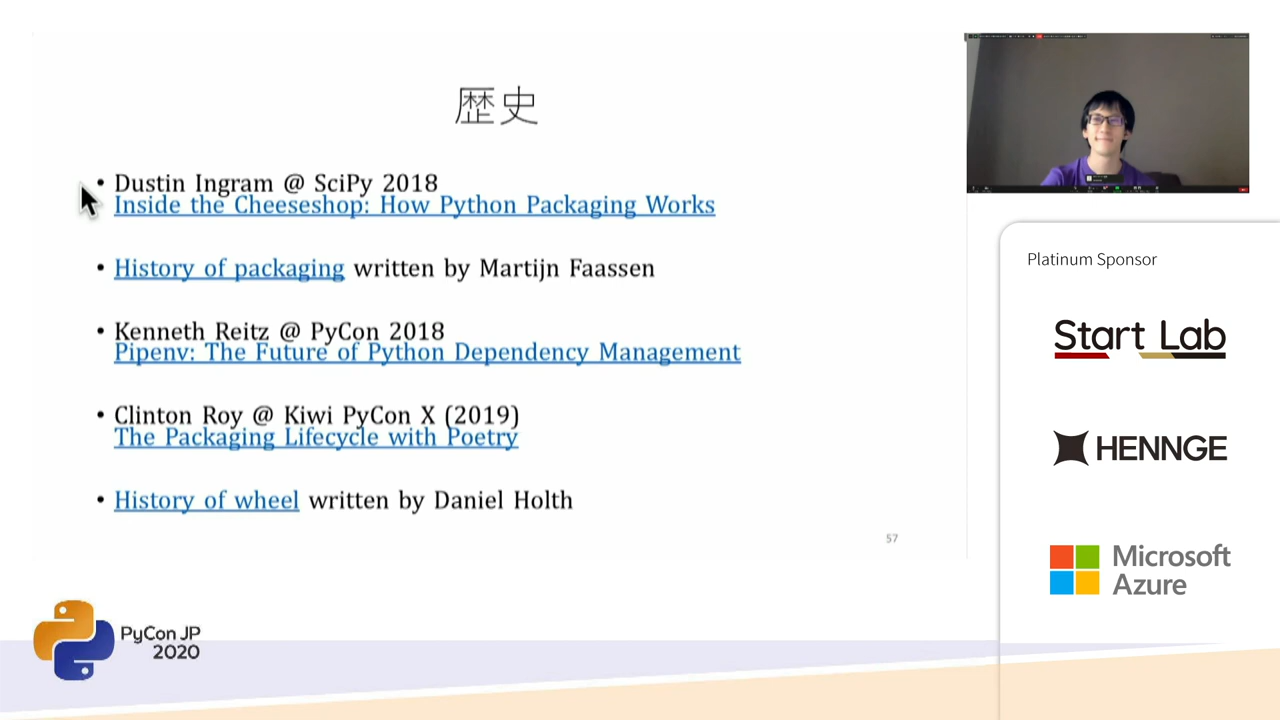 歴史
• Dustin Ingram @ SciPy 2018
Inside the Cheeseshop: How Python Packaging Works
• History of packaging written by Martijn Faassen
• Kenneth Reitz @ PyCon 2018
Pipenv: The Future of Python Dependency Management
• Clinton Roy @ Kiwi PyCon X (2019)
The Packaging Lifecycle with Poetry
• History of wheel written by Daniel Holth
57
Platinum Sponsor
Start Lab
HENNGE
Microsoft
Azure
PyCon JP
2020